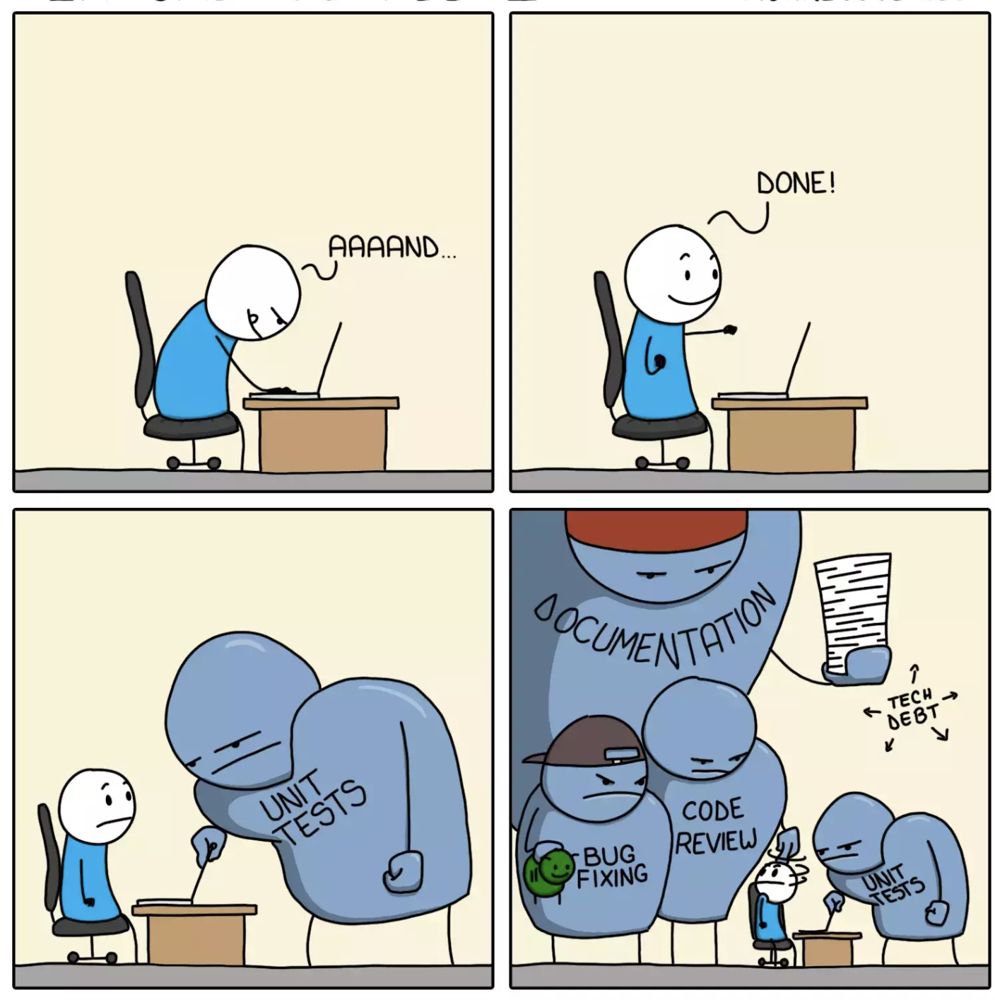 AAAAND...
DONE!
UNIT
TESTS
DOCUMENTATION
TECH
DEBT
CODE
REVIEW
BUG
FIXING
UNIT
TESTS